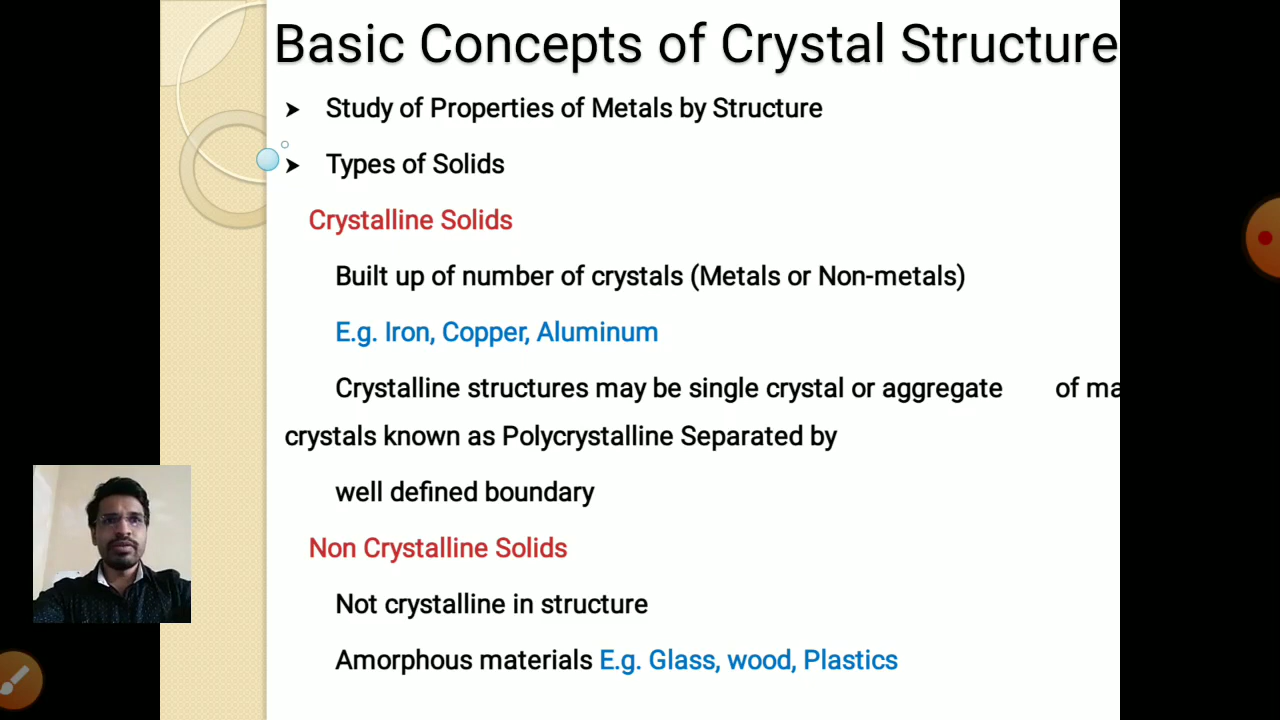 Basic Concepts of Crystal Structure
➤ Study of Properties of Metals by Structure
➤ Types of Solids
Crystalline Solids
Built up of number of crystals (Metals or Non-metals)
E.g. Iron, Copper, Aluminum
Crystalline structures may be single crystal or aggregate of
crystals known as Polycrystalline Separated by
well defined boundary
Non Crystalline Solids
Not crystalline in structure
Amorphous materials E.g. Glass, wood, Plastics